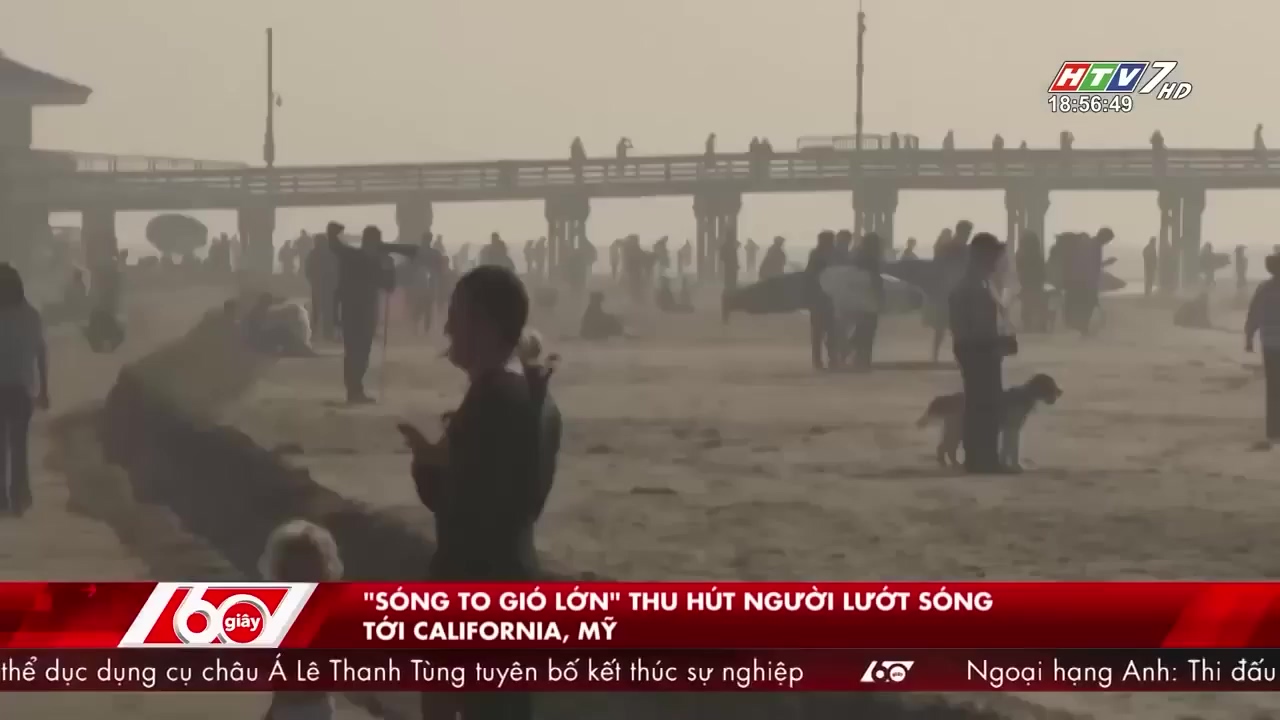 HTV7 HD
18:56:49
60 giây
"SÓNG TO GIÓ LỚN" THU HÚT NGƯỜI LƯỚT SÓNG
TỚI CALIFORNIA, MỸ
thể dục dụng cụ châu Á Lê Thanh Tùng tuyên bố kết thúc sự nghiệp 60 giây Ngoại hạng Anh: Thi đấu